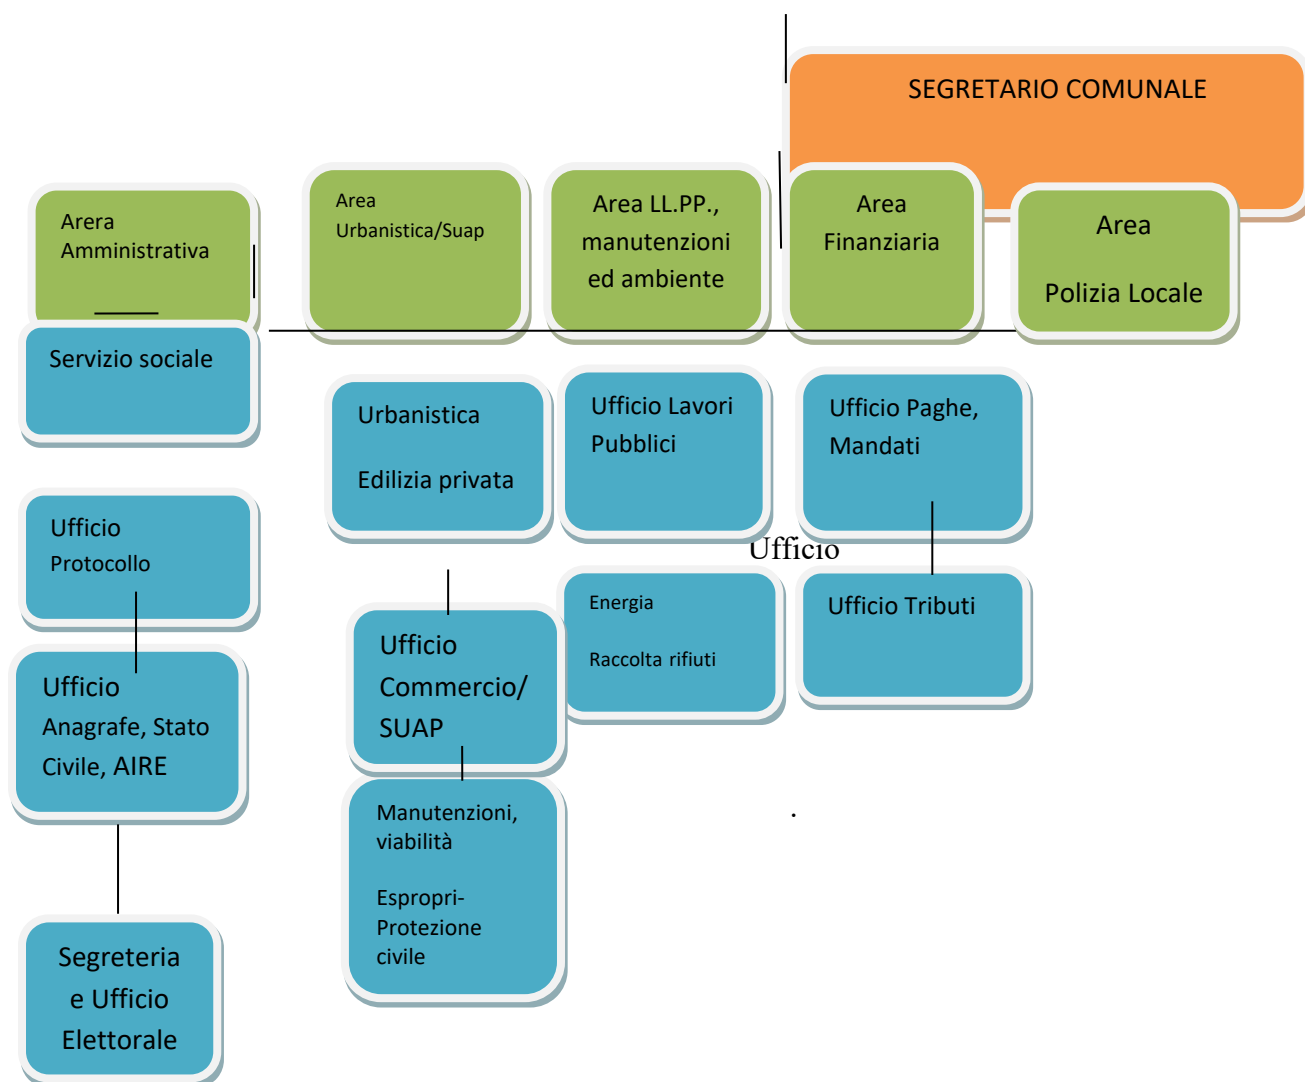 SEGRETARIO COMUNALE
Arera
Amministrativa
Area
Urbanistica/Suap
Area LL.PP.,
manutenzioni
ed ambiente
Area
Finanziaria
Area
Polizia Locale
Servizio sociale
Urbanistica
Edilizia privata
Ufficio Lavori
Pubblici
Ufficio Paghe,
Mandati
Ufficio
Protocollo
Ufficio
Energia
Raccolta rifiuti
Ufficio Tributi
Ufficio
Anagrafe, Stato
Civile, AIRE
Ufficio
Commercio/
SUAP
Manutenzioni,
viabilità
Espropri-
Protezione
civile
.
Segreteria
e Ufficio
Elettorale